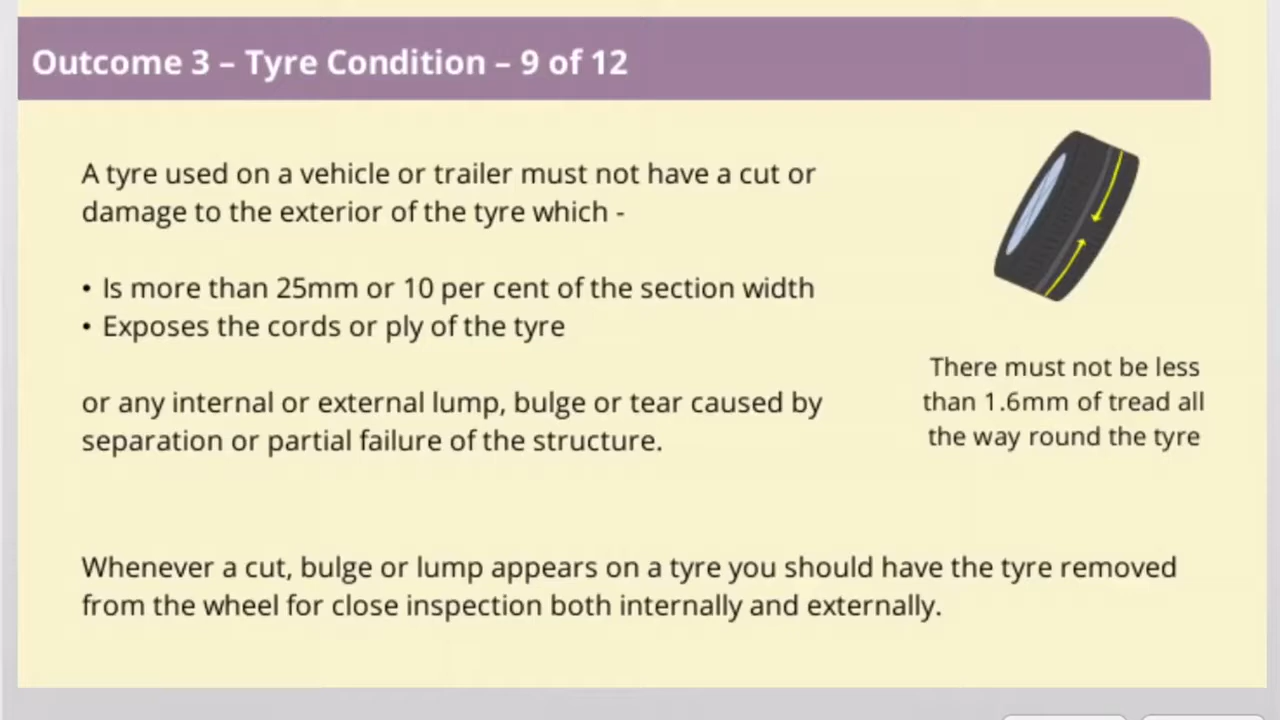 Outcome 3 – Tyre Condition – 9 of 12
A tyre used on a vehicle or trailer must not have a cut or
damage to the exterior of the tyre which -
• Is more than 25mm or 10 per cent of the section width
• Exposes the cords or ply of the tyre
or any internal or external lump, bulge or tear caused by
separation or partial failure of the structure.
There must not be less
than 1.6mm of tread all
the way round the tyre
Whenever a cut, bulge or lump appears on a tyre you should have the tyre removed
from the wheel for close inspection both internally and externally.